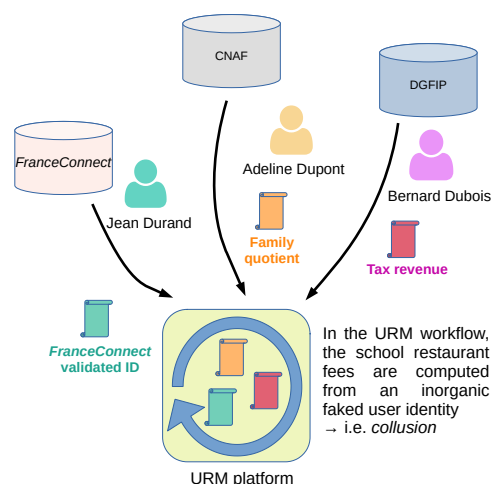 CNAF
DGFIP
FranceConnect
Adeline Dupont
Bernard Dubois
Jean Durand
Family
quotient
Tax revenue
FranceConnect
validated ID
In the URM workflow,
the school restaurant
fees are computed
from an inorganic
faked user identity
→ i.e. collusion
URM platform